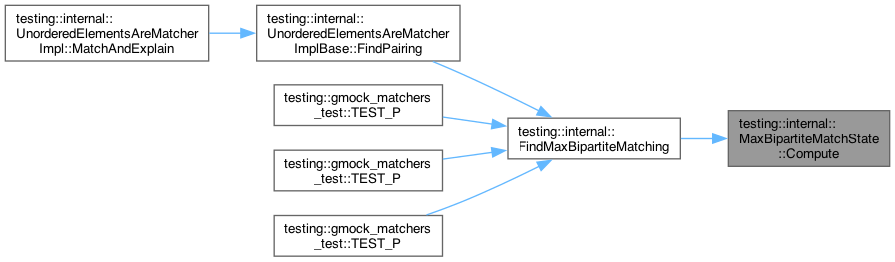 testing::internal::
UnorderedElementsAreMatcher
Impl::MatchAndExplain
testing::internal::
UnorderedElementsAreMatcher
ImplBase::FindPairing
testing::gmock_matchers
_test::TEST_P
testing::gmock_matchers
_test::TEST_P
testing::gmock_matchers
_test::TEST_P
testing::internal::
FindMaxBipartiteMatching
testing::internal::
MaxBipartiteMatchState
::Compute